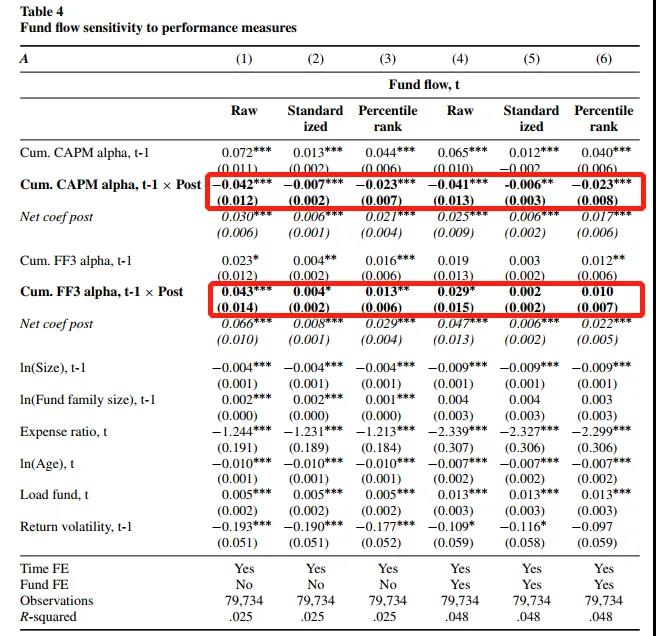 Table 4
Fund flow sensitivity to performance measures
A (1) (2) (3) (4) (5) (6)
Fund flow, t
Raw Standard ized Percentile rank Raw Standard ized Percentile rank
Cum. CAPM alpha, t-1 0.072*** 0.013*** 0.044*** 0.065*** 0.012*** 0.040***
(0.011) (0.002) (0.006) (0.010) −0.002 (0.006)
Cum. CAPM alpha, t-1 × Post −0.042*** −0.007*** −0.023*** −0.041*** -0.006** −0.023***
(0.012) (0.002) (0.007) (0.013) (0.003) (0.008)
Net coef post 0.030*** 0.006*** 0.021*** 0.025*** 0.006*** 0.017***
(0.006) (0.001) (0.004) (0.009) (0.002) (0.006)
Cum. FF3 alpha, t-1 0.023* 0.004** 0.016*** 0.019 0.003 0.012**
(0.012) (0.002) (0.006) (0.013) (0.002) (0.006)
Cum. FF3 alpha, t-1 × Post 0.043*** 0.004* 0.013** 0.029* 0.002 0.010
(0.014) (0.002) (0.006) (0.015) (0.002) (0.007)
Net coef post 0.066*** 0.008*** 0.029*** 0.047*** 0.006*** 0.022***
(0.010) (0.001) (0.004) (0.013) (0.002) (0.005)
ln(Size), t-1 −0.004*** −0.004*** −0.004*** −0.009*** −0.009*** −0.009***
(0.001) (0.001) (0.001) (0.001) (0.001) (0.001)
ln(Fund family size), t-1 0.002*** 0.002*** 0.001*** 0.004 0.004 0.003
(0.000) (0.000) (0.000) (0.003) (0.003) (0.003)
Expense ratio, t −1.244*** −1.231*** −1.213*** −2.339*** −2.327*** −2.299***
(0.191) (0.189) (0.184) (0.307) (0.306) (0.306)
ln(Age), t −0.010*** −0.010*** −0.010*** −0.007*** −0.007*** −0.007***
(0.001) (0.001) (0.001) (0.002) (0.002) (0.002)
Load fund, t 0.005*** 0.005*** 0.005*** 0.013*** 0.013*** 0.013***
(0.002) (0.002) (0.002) (0.003) (0.003) (0.003)
Return volatility, t-1 −0.193*** −0.190*** −0.177*** −0.109* −0.116* −0.097
(0.051) (0.051) (0.052) (0.059) (0.058) (0.059)
Time FE Yes Yes Yes Yes Yes Yes
Fund FE No No No Yes Yes Yes
Observations 79,734 79,734 79,734 79,734 79,734 79,734
R-squared .025 .025 .025 .048 .048 .048